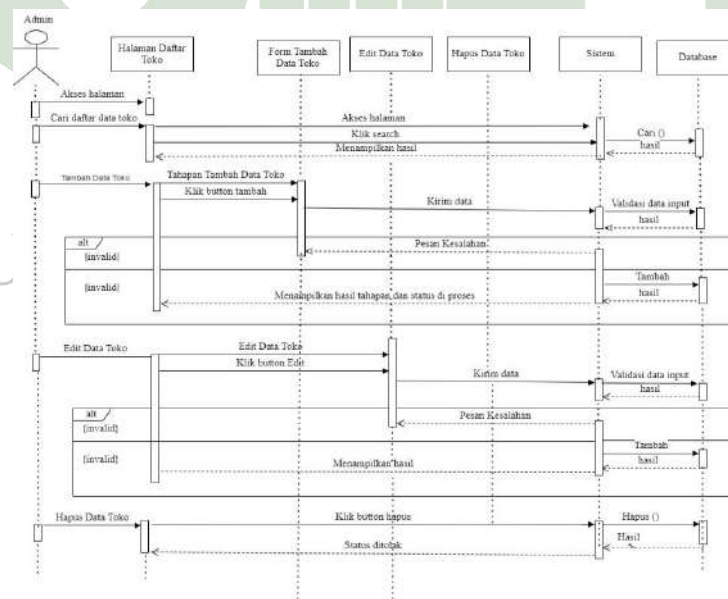 Admin
Halaman Daftar
Toko
Form Tambah
Data Toko
Edit Data Toko
Hapus Data Toko
Sistem
Database
Akses halaman
Cari daftar data toko
Akses halaman
Klik search
Menampilkan hasil
Cari ()
hasil
Tambah Data Toko
Tahapan Tambah Data Toko
Klik button tambah
Kirim data
Validasi data input
hasil
alt
[invalid]
Pesan Kesalahan
[invalid]
Tambah
hasil
Menampilkan hasil tahapan dan status di proses
Edit Data Toko
Edit Data Toko
Klik button Edit
Kirim data
Validasi data input
hasil
alt
[invalid]
Pesan Kesalahan
[invalid]
Tambah
hasil
Menampilkan hasil
Hapus Data Toko
Klik button hapus
Hapus ()
Hasil
Status ditolak